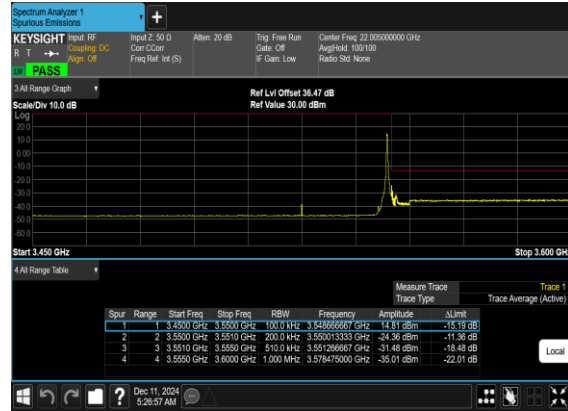 Spectrum Analyzer 1
Spurious Emissions
KEYSIGHT Input: RF Input Z: 50 Ω Atten: 20 dB Trig: Free Run Center Freq: 22.005000000 GHz
R T Coupling: DC Corr CCorr Gate: Off Avg|Hold: 100/100
Align: Off Freq Ref: Int (S) IF Gain: Low Radio Std: None
PASS
3 All Range Graph
Ref Lvl Offset 36.47 dB
Scale/Div 10.0 dB Ref Value 30.00 dBm
Log
20.0
10.0
0.00
-10.0
-20.0
-30.0
-40.0
-50.0
-60.0
Start 3.450 GHz Stop 3.600 GH
4 All Range Table
Measure Trace Trace 1
Trace Type Trace Average (Active)
Spur Range Start Freq Stop Freq RBW Frequency Amplitude ΔLimit
1 1 3.4500 GHz 3.5500 GHz 100.0 kHz 3.548666667 GHz 14.81 dBm -15.19 dB
2 2 3.5500 GHz 3.5510 GHz 200.0 kHz 3.550013333 GHz -24.36 dBm -11.36 dB
3 3 3.5510 GHz 3.5550 GHz 510.0 kHz 3.551266667 GHz -31.48 dBm -18.48 dB
4 4 3.5550 GHz 3.6000 GHz 1.000 MHz 3.578475000 GHz -35.01 dBm -22.01 dB
Local
? Dec 11, 2024
5:26:57 AM